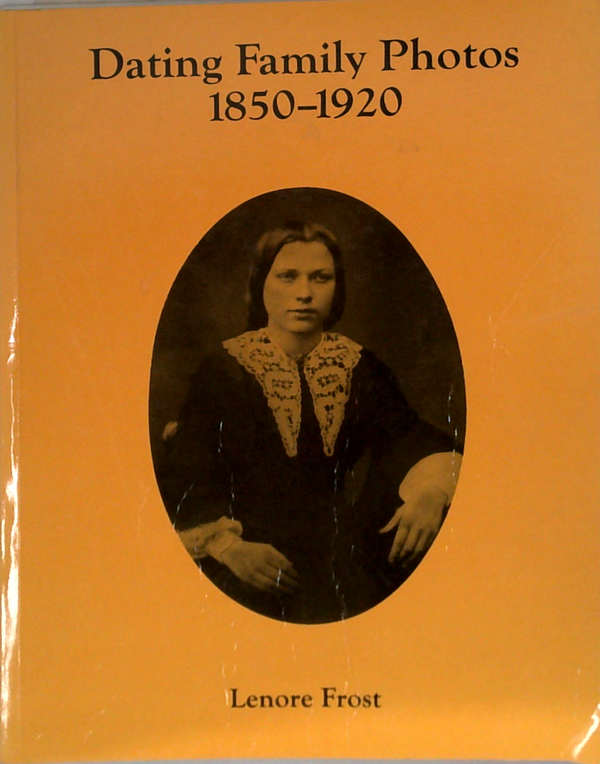 Dating Family Photos
1850–1920
Lenore Frost